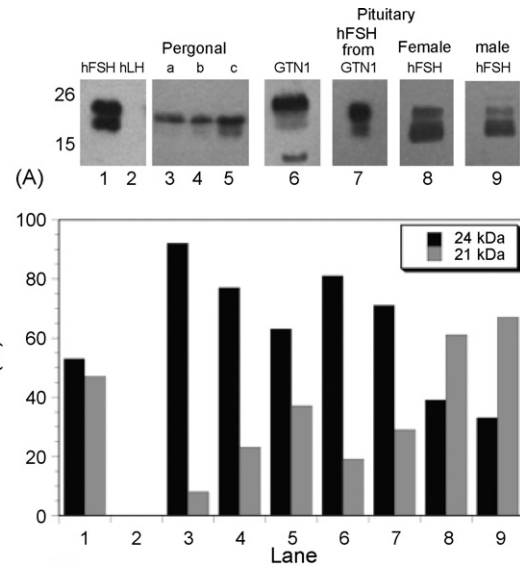 Pituitary
Pergonal hFSH from GTN1 Female hFSH male hFSH
hFSH hLH a b c GTN1
26
15
(A) 1 2 3 4 5 6 7 8 9
100
24 kDa
21 kDa
80
60
40
20
0
1 2 3 4 5 6 7 8 9
Lane